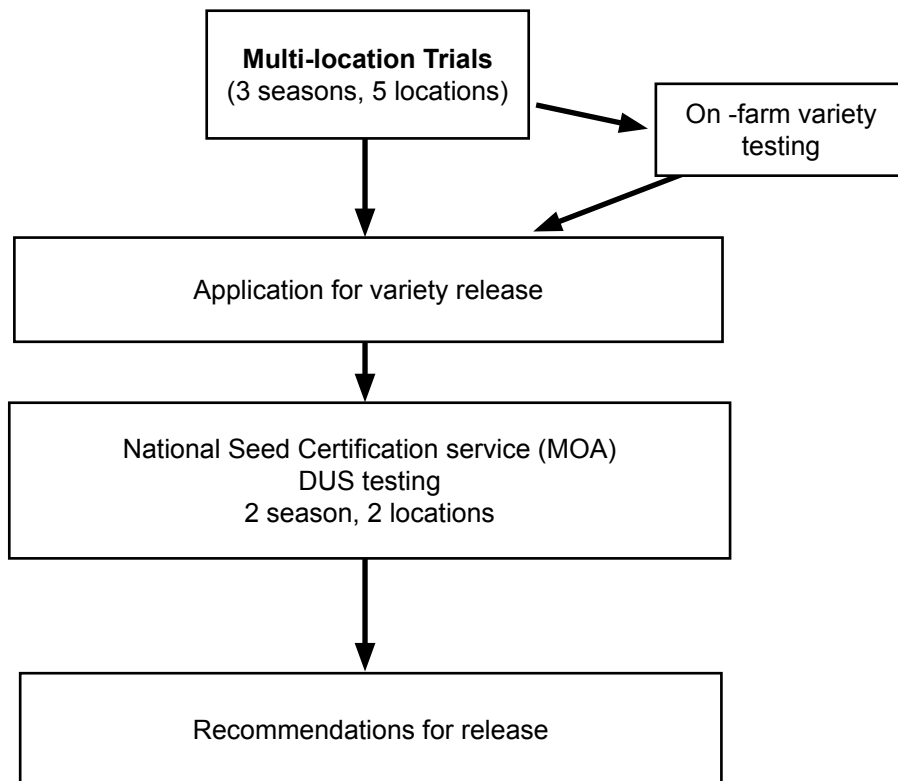 Multi-location Trials
(3 seasons, 5 locations)
On -farm variety
testing
Application for variety release
National Seed Certification service (MOA)
DUS testing
2 season, 2 locations
Recommendations for release